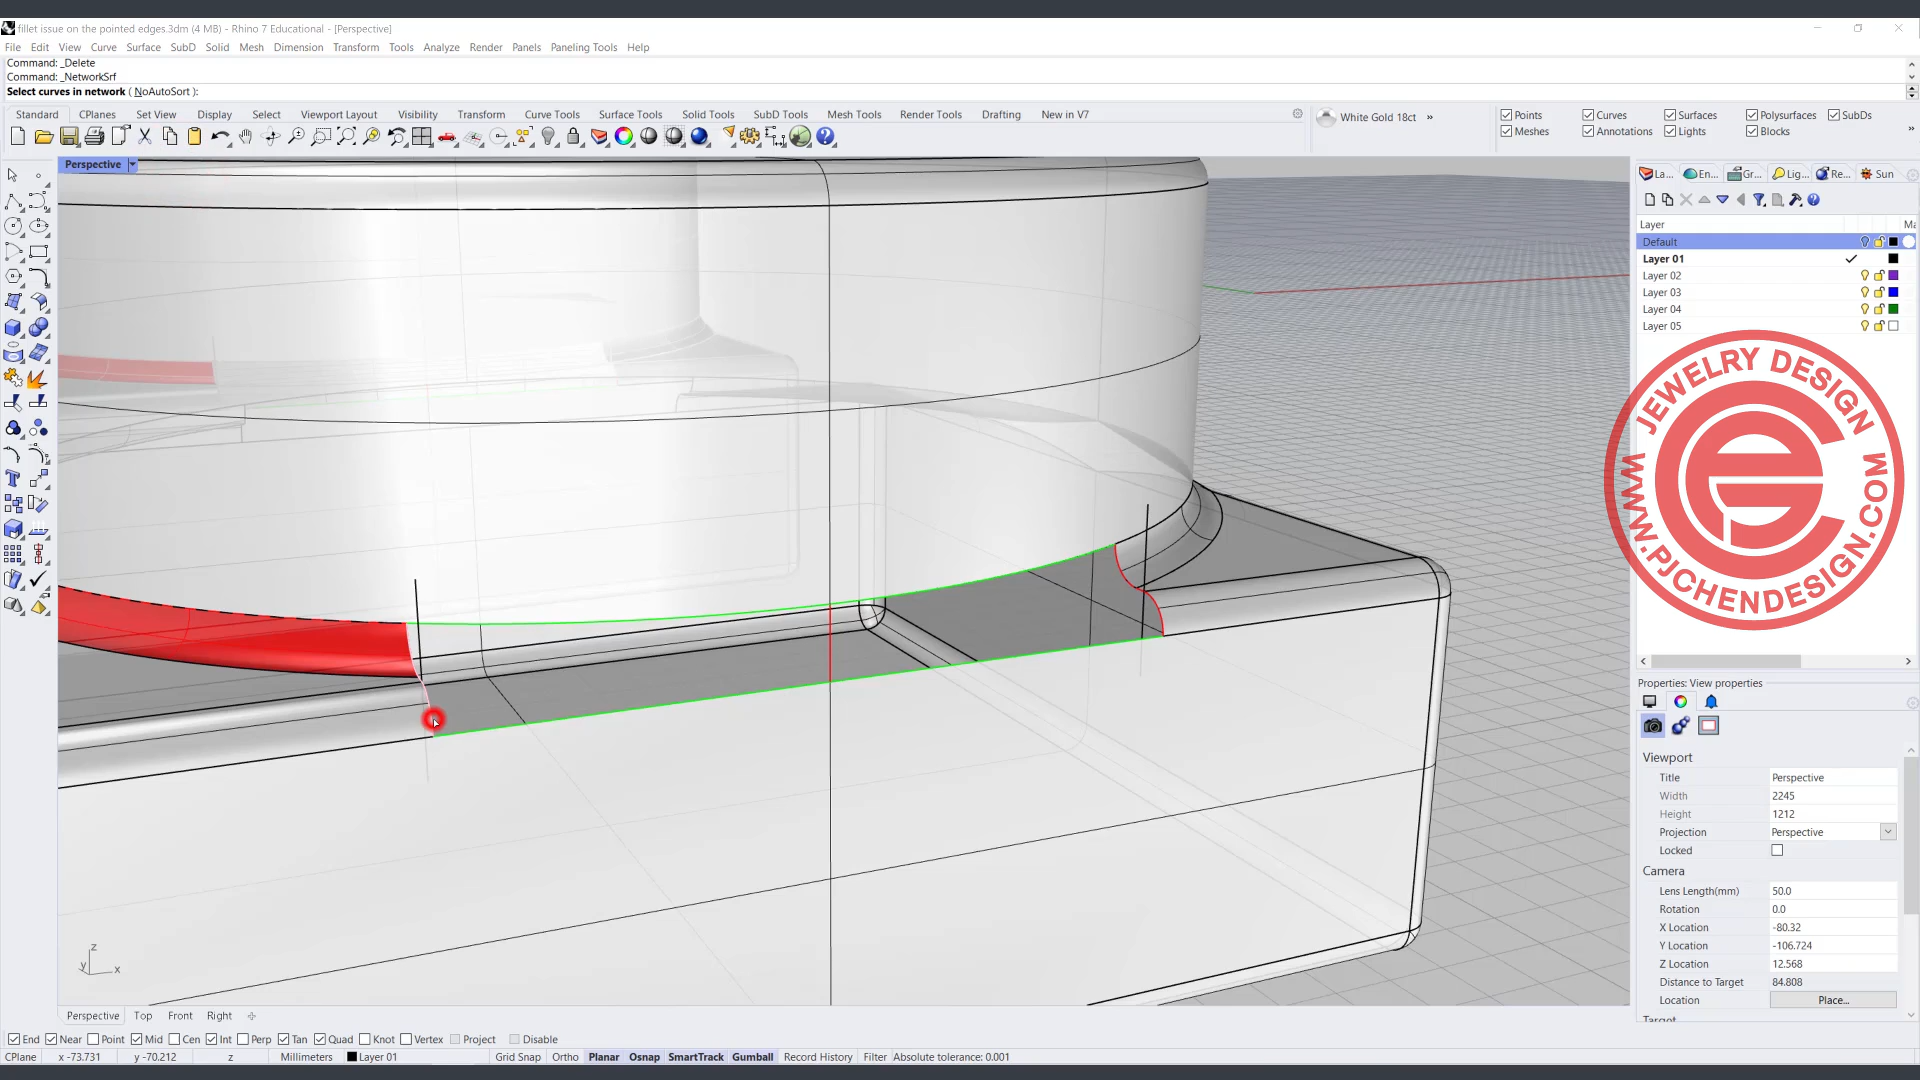 fillet issue on the pointed edges.3dm (4 MB) - Rhino 7 Educational - [Perspective]
File Edit View Curve Surface SubD Solid Mesh Dimension Transform Tools Analyze Render Panels Paneling Tools Help
Command: _Delete
Command: _NetworkSrf
Select curves in network ( NoAutoSort ):
Standard CPlanes Set View Display Select Viewport Layout Visibility Transform Curve Tools Surface Tools Solid Tools SubD Tools Mesh Tools Render Tools Drafting New in V7
White Gold 18ct »
Points Curves Surfaces Polysurfaces SubDs
Meshes Annotations Lights Blocks »
Perspective
La... En... Gr... Lig... Re... Sun
Layer Ma
Default
Layer 01
Layer 02
Layer 03
Layer 04
Layer 05
JEWELRY DESIGN
WWW.PJCHENDESIGN.COM
Properties: View properties
Viewport
Title Perspective
Width 2245
Height 1212
Projection Perspective
Locked
Camera
Lens Length(mm) 50.0
Rotation 0.0
X Location -80.32
Y Location -106.724
Z Location 12.568
Distance to Target 84.808
Location Place...
Target
z
y x
Perspective Top Front Right
End Near Point Mid Cen Int Perp Tan Quad Knot Vertex Project Disable
CPlane x -73.731 y -70.212 z Millimeters Layer 01 Grid Snap Ortho Planar Osnap SmartTrack Gumball Record History Filter Absolute tolerance: 0.001